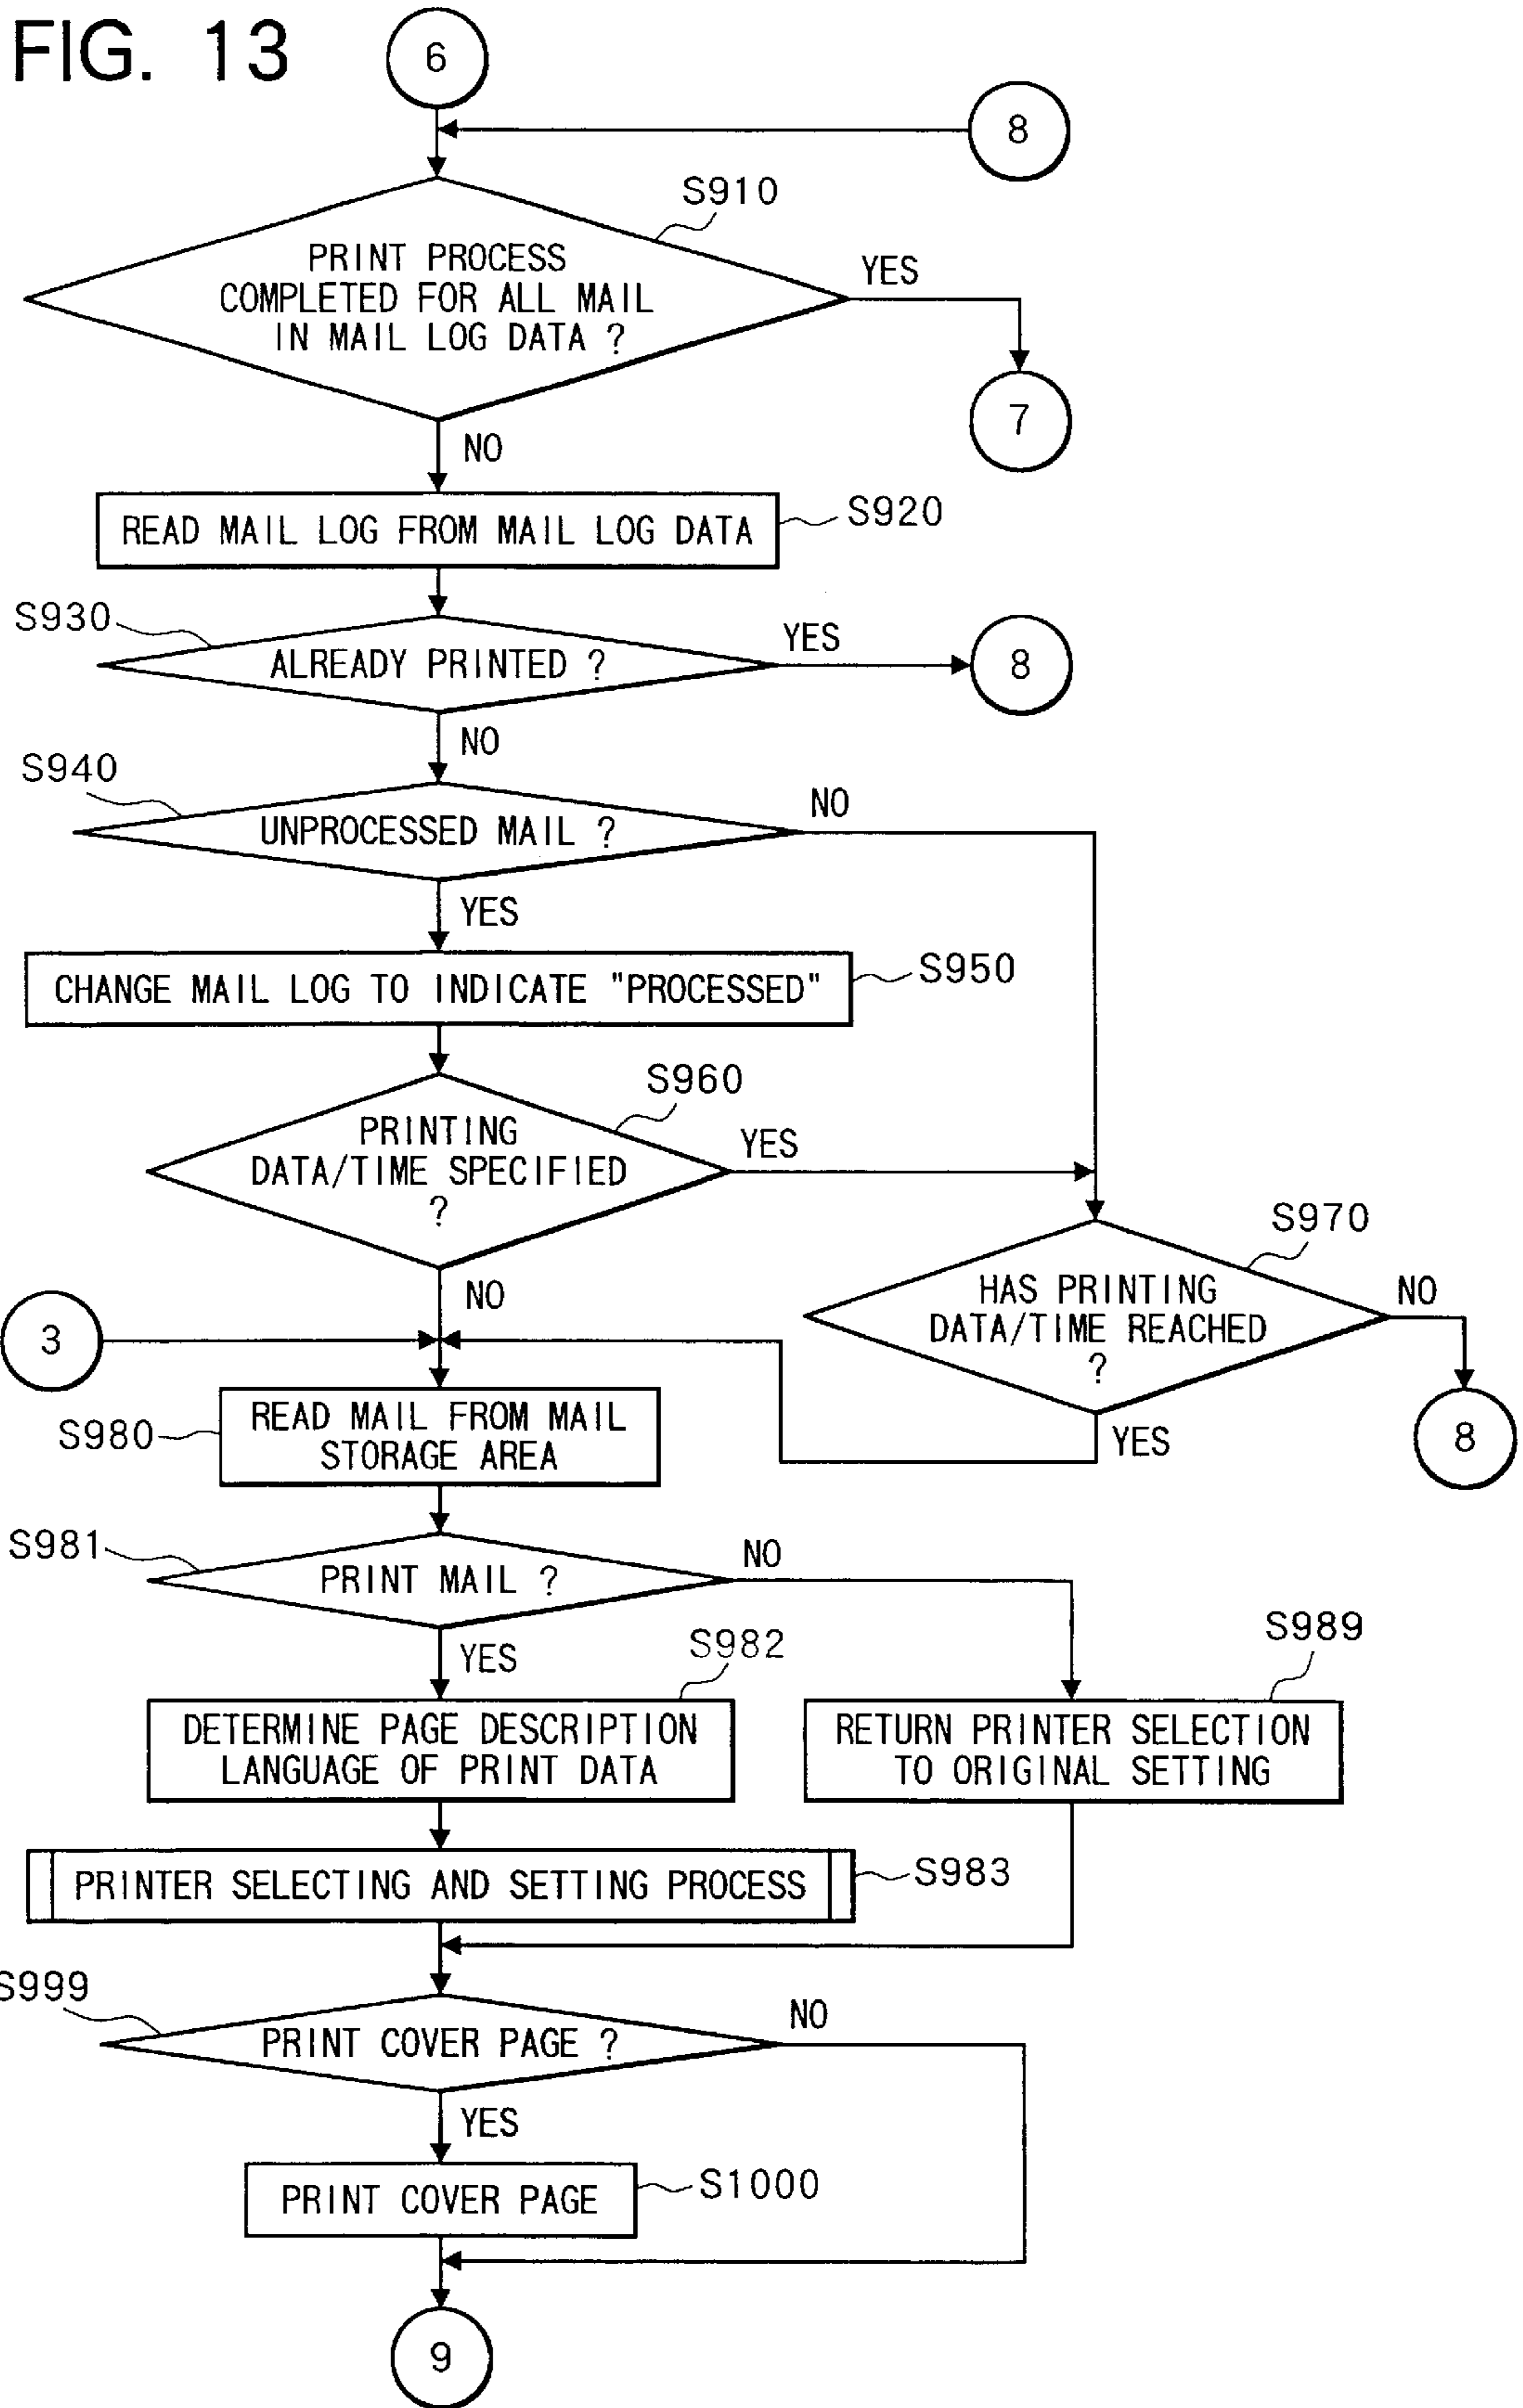 FIG. 13
6
8
S910
PRINT PROCESS
COMPLETED FOR ALL MAIL
IN MAIL LOG DATA ?
YES
7
NO
READ MAIL LOG FROM MAIL LOG DATA
S920
S930
ALREADY PRINTED ?
YES
8
NO
S940
UNPROCESSED MAIL ?
NO
YES
CHANGE MAIL LOG TO INDICATE "PROCESSED"
S950
S960
PRINTING
DATA/TIME SPECIFIED
?
YES
S970
HAS PRINTING
DATA/TIME REACHED
?
NO
8
YES
NO
3
S980
READ MAIL FROM MAIL
STORAGE AREA
S981
PRINT MAIL ?
NO
YES
S982
DETERMINE PAGE DESCRIPTION
LANGUAGE OF PRINT DATA
S989
RETURN PRINTER SELECTION
TO ORIGINAL SETTING
PRINTER SELECTING AND SETTING PROCESS
S983
S999
PRINT COVER PAGE ?
NO
YES
PRINT COVER PAGE
S1000
9